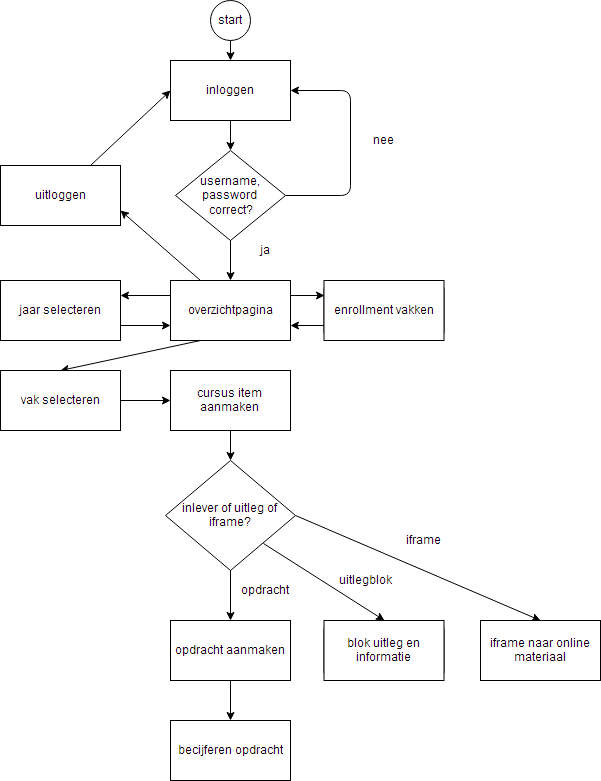 start
inloggen
nee
username,
password
correct?
uitloggen
ja
jaar selecteren
overzichtpagina
enrollment vakken
vak selecteren
cursus item
aanmaken
inlever of uitleg of
iframe?
iframe
uitlegblok
opdracht
opdracht aanmaken
blok uitleg en
informatie
iframe naar online
materiaal
becijferen opdracht